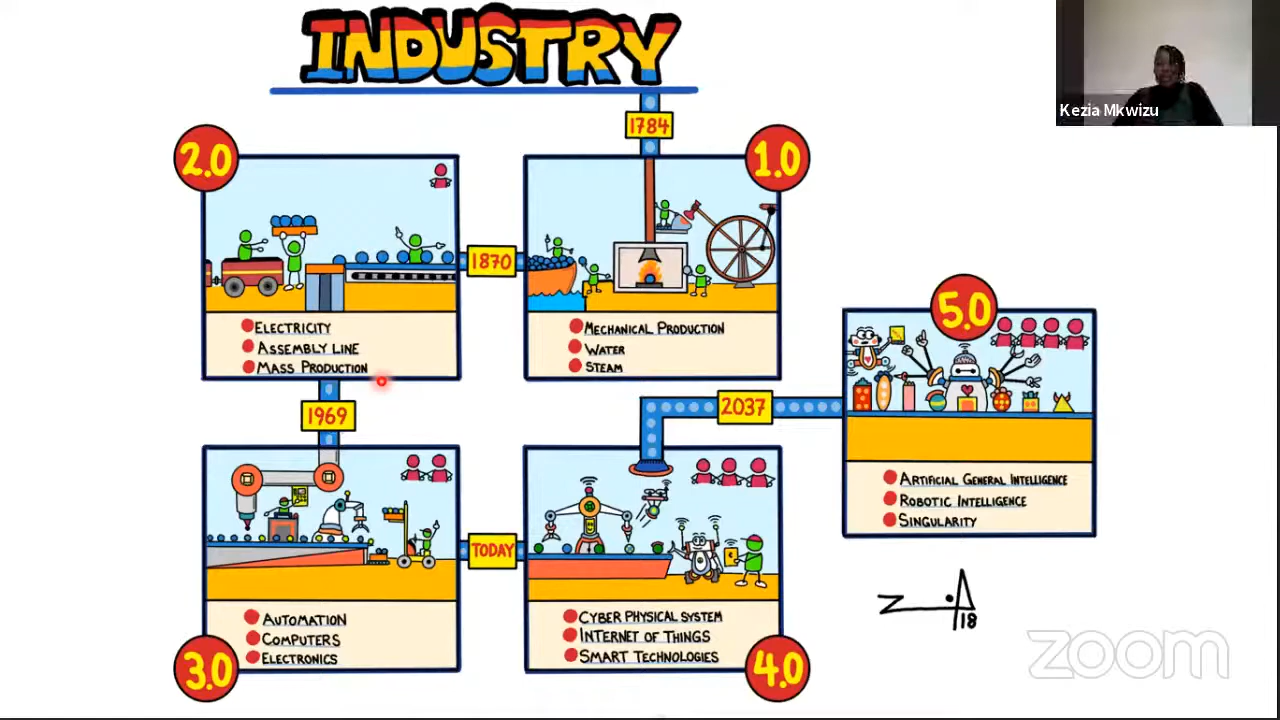 INDUSTRY
Kezia Mkwizu
1784
2.0
1.0
1870
ELECTRICITY
ASSEMBLY LINE
MASS PRODUCTION
MECHANICAL PRODUCTION
WATER
STEAM
5.0
1969
2037
ARTIFICIAL GENERAL INTELLIGENCE
ROBOTIC INTELLIGENCE
SINGULARITY
TODAY
AUTOMATION
COMPUTERS
ELECTRONICS
3.0
CYBER PHYSICAL SYSTEM
INTERNET OF THINGS
SMART TECHNOLOGIES
4.0
18
zoom